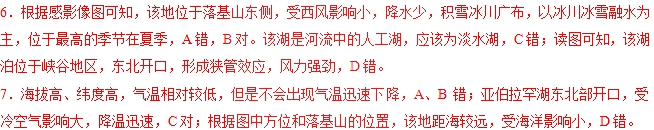 6．根据感影像图可知，该地位于落基山东侧，受西风影响小，降水少，积雪冰川广布，以冰川冰雪融水为
主，位于最高的季节在夏季，A 错，B 对。该湖是河流中的人工湖，应该为淡水湖，C 错；读图可知，该湖
泊位于峡谷地区，东北开口，形成狭管效应，风力强劲，D 错。
7．海拔高、纬度高，气温相对较低，但是不会出现气温迅速下降，A、B 错；亚伯拉罕湖东北部开口，受
冷空气影响大，降温迅速，C 对；根据图中方位和落基山的位置，该地距海较远，受海洋影响小，D 错。